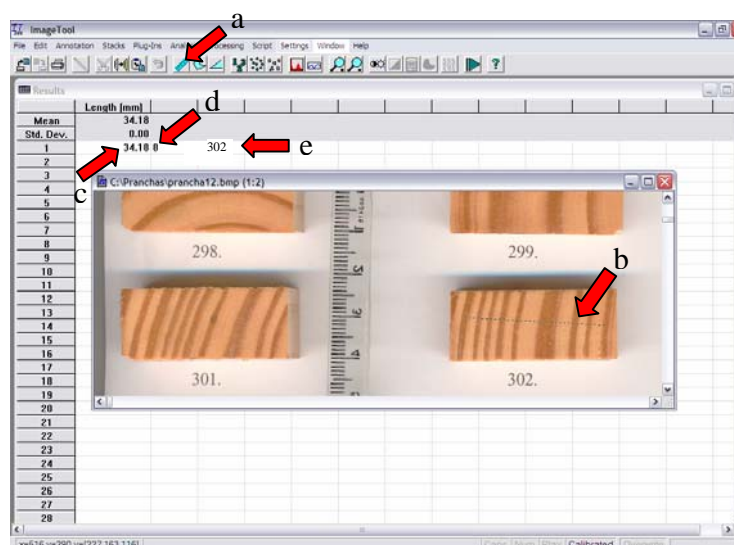 ImageTool
a
File Edit Annotation Stacks Plug-Ins Processing Script Settings Window Help
?
Results
Length [mm]
d
Mean 34.18
Std. Dev. 0.00
1 34.18 8 302 e
2
c
3
C:\Pranchas\prancha12.bmp (1:2)
4
5
6
7
8
298. 299.
9
b
10
11
12
13
14
15
16
17
301. 302.
18
19
20
21
22
23
24
25
26
27
28
Calibrated